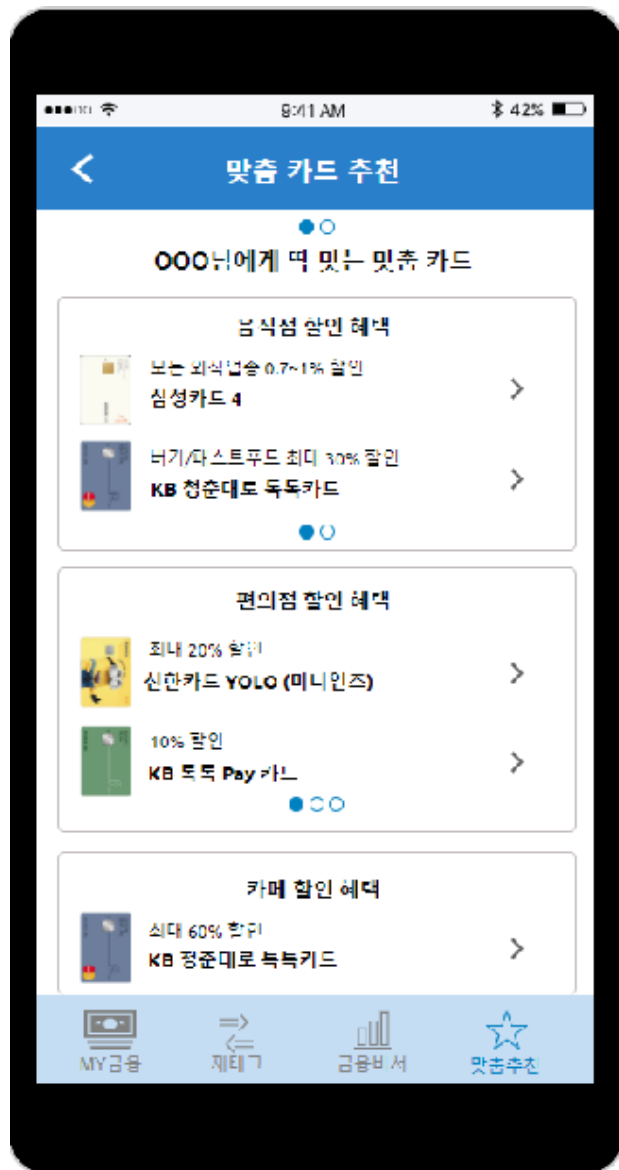 9:41 AM
42%
맞춤 카드 추천
OOO님에게 딱 맞는 맞춤 카드
음식점 할인 혜택
모든 외식업종 0.7~1% 할인
삼성카드 4
버거/패스트푸드 최대 30% 할인
KB 청춘대로 톡톡카드
편의점 할인 혜택
최대 20% 할인
신한카드 YOLO (미니언즈)
10% 할인
KB 톡톡 Pay 카드
카페 할인 혜택
최대 60% 할인
KB 청춘대로 톡톡카드
MY금융
재테크
금융비서
맞춤추천